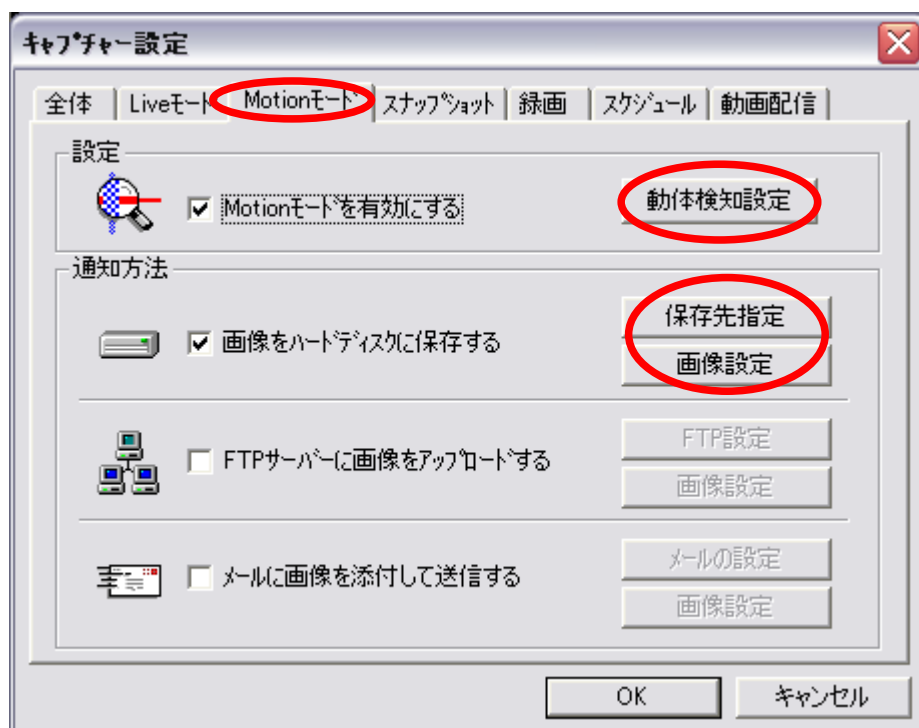 キャプチャー設定
全体 Liveモード Motionモード スナップショット 録画 スケジュール 動画配信
設定
Motionモードを有効にする 動体検知設定
通知方法
画像をハードディスクに保存する 保存先指定
画像設定
FTPサーバーに画像をアップロードする FTP設定
画像設定
メールに画像を添付して送信する メールの設定
画像設定
OK キャンセル